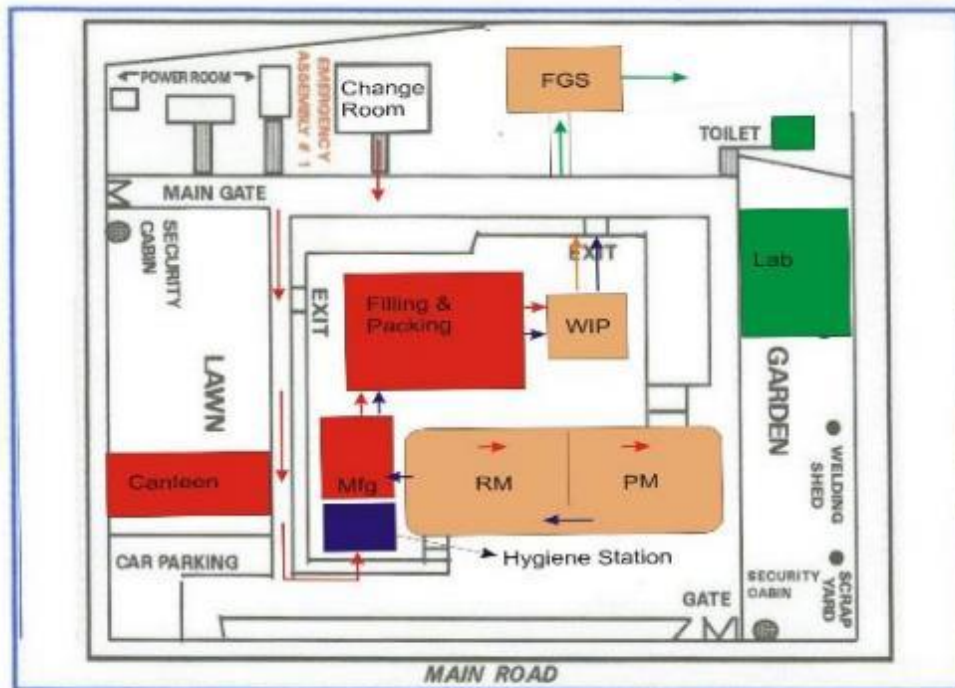 POWER ROOM
EMERGENCY
ASSEMBLY # 1
Change
Room
FGS
TOILET
MAIN GATE
SECURITY
CABIN
EXIT
EXIT
Filling &
Packing
WIP
Lab
LAWN
GARDEN
Canteen
Mfg
RM
PM
WELDING
SHED
Hygiene Station
CAR PARKING
GATE
SECURITY
CABIN
SCRAP
YARD
MAIN ROAD